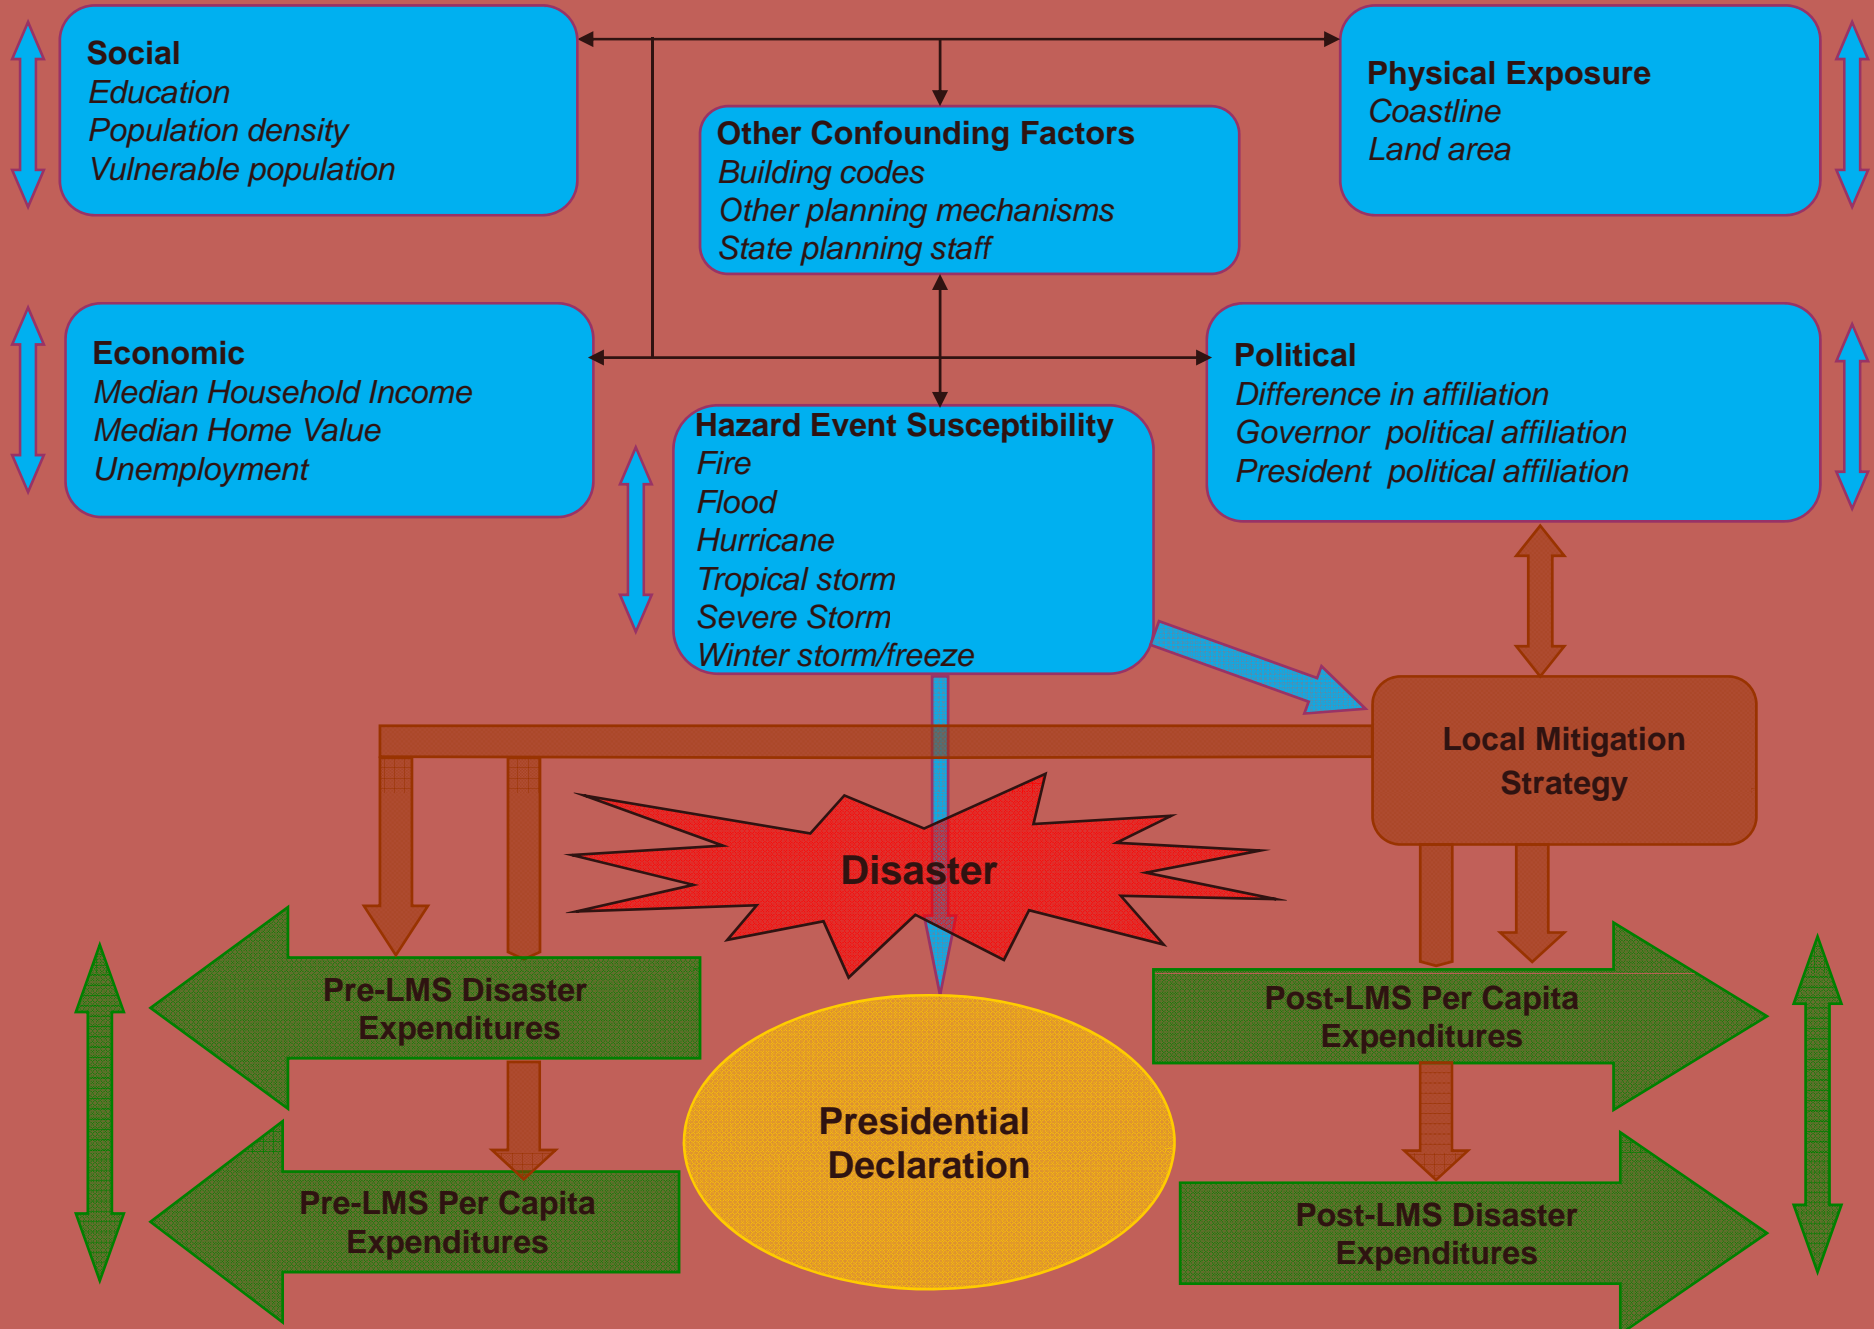 Social
Education
Population density
Vulnerable population
Physical Exposure
Coastline
Land area
Other Confounding Factors
Building codes
Other planning mechanisms
State planning staff
Economic
Median Household Income
Median Home Value
Unemployment
Political
Difference in affiliation
Governor  political affiliation
President  political affiliation
Hazard Event Susceptibility
Fire
Flood
Hurricane
Tropical storm
Severe Storm
Winter storm/freeze
Local Mitigation
Strategy
Disaster
Pre-LMS Disaster
Expenditures
Post-LMS Per Capita
Expenditures
Presidential
Declaration
Pre-LMS Per Capita
Expenditures
Post-LMS Disaster
Expenditures